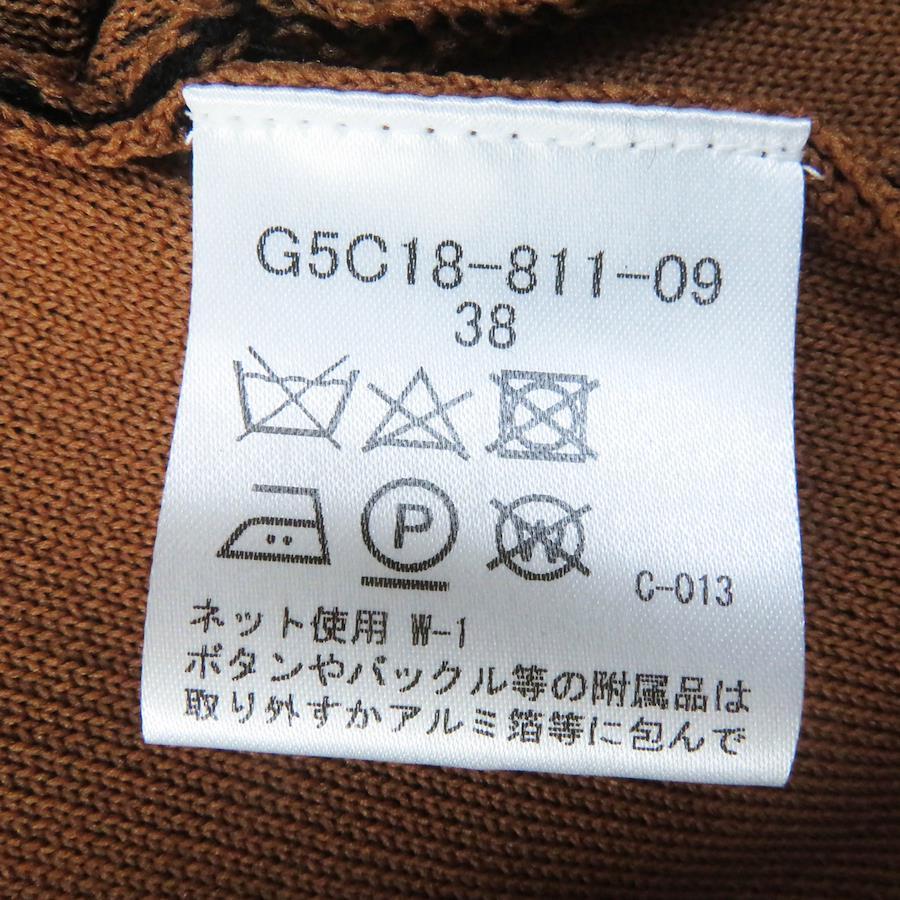 G5C18-811-09
38
P
W
C-013
ネット使用 W-1
ボタンやバックル等の附属品は
取り外すかアルミ箔等に包んで